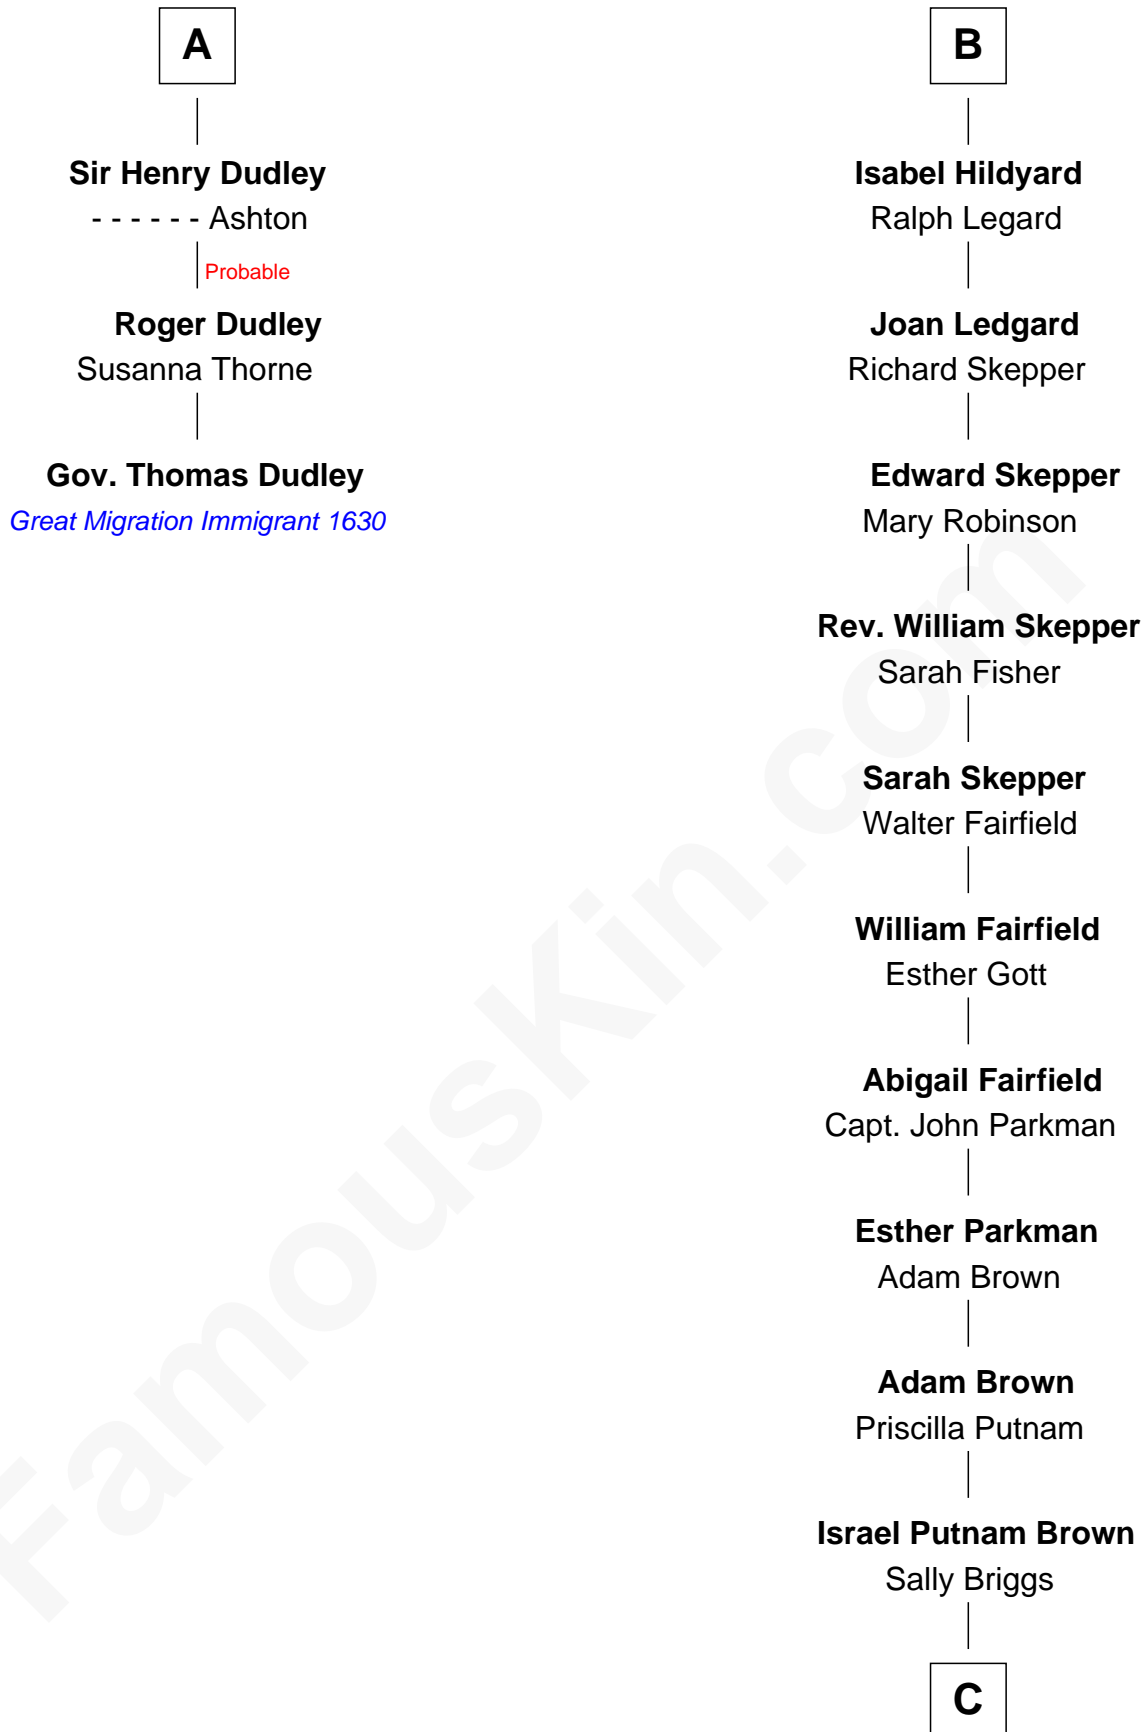 A
Sir Henry Dudley
- - - - - - Ashton
Probable
Roger Dudley
Susanna Thorne
Gov. Thomas Dudley
Great Migration Immigrant 1630
B
Isabel Hildyard
Ralph Legard
Joan Ledgard
Richard Skepper
Edward Skepper
Mary Robinson
Rev. William Skepper
Sarah Fisher
Sarah Skepper
Walter Fairfield
William Fairfield
Esther Gott
Abigail Fairfield
Capt. John Parkman
Esther Parkman
Adam Brown
Adam Brown
Priscilla Putnam
Israel Putnam Brown
Sally Briggs
C
FamousKin.com